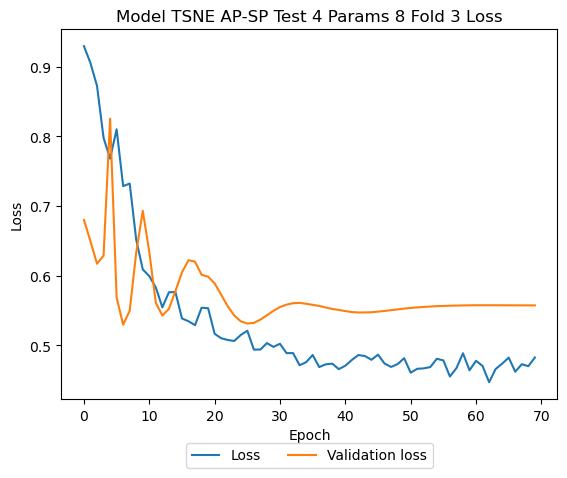 Model TSNE AP-SP Test 4 Params 8 Fold 3 Loss
0.9
0.8
0.7
0.6
0.5
Loss
0 10 20 30 40 50 60 70
Epoch
Loss Validation loss